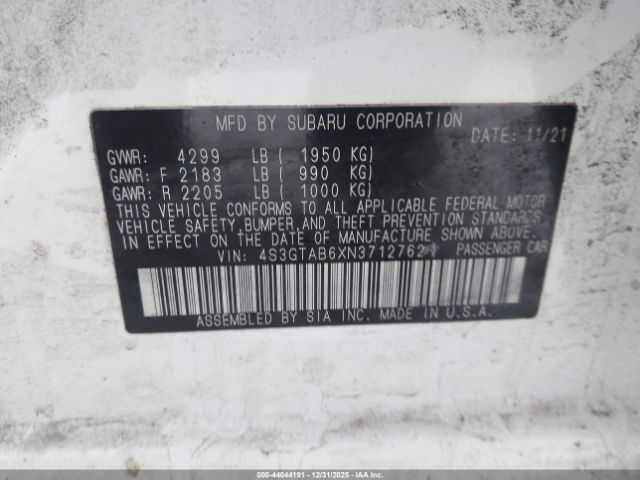 MFD BY SUBARU CORPORATION
DATE: 11/21
GVWR: 4299 LB ( 1950 KG)
GAWR: F 2183 LB ( 990 KG)
GAWR: R 2205 LB ( 1000 KG)
THIS VEHICLE CONFORMS TO ALL APPLICABLE FEDERAL MOTOR
VEHICLE SAFETY, BUMPER, AND THEFT PREVENTION STANDARDS
IN EFFECT ON THE DATE OF MANUFACTURE SHOWN ABOVE.
VIN: 4S3GTAB6XN3712762 PASSENGER CAR
ASSEMBLED BY SIA INC. MADE IN U.S.A.
000-44044191 - 12/31/2025 - IAAI.CA